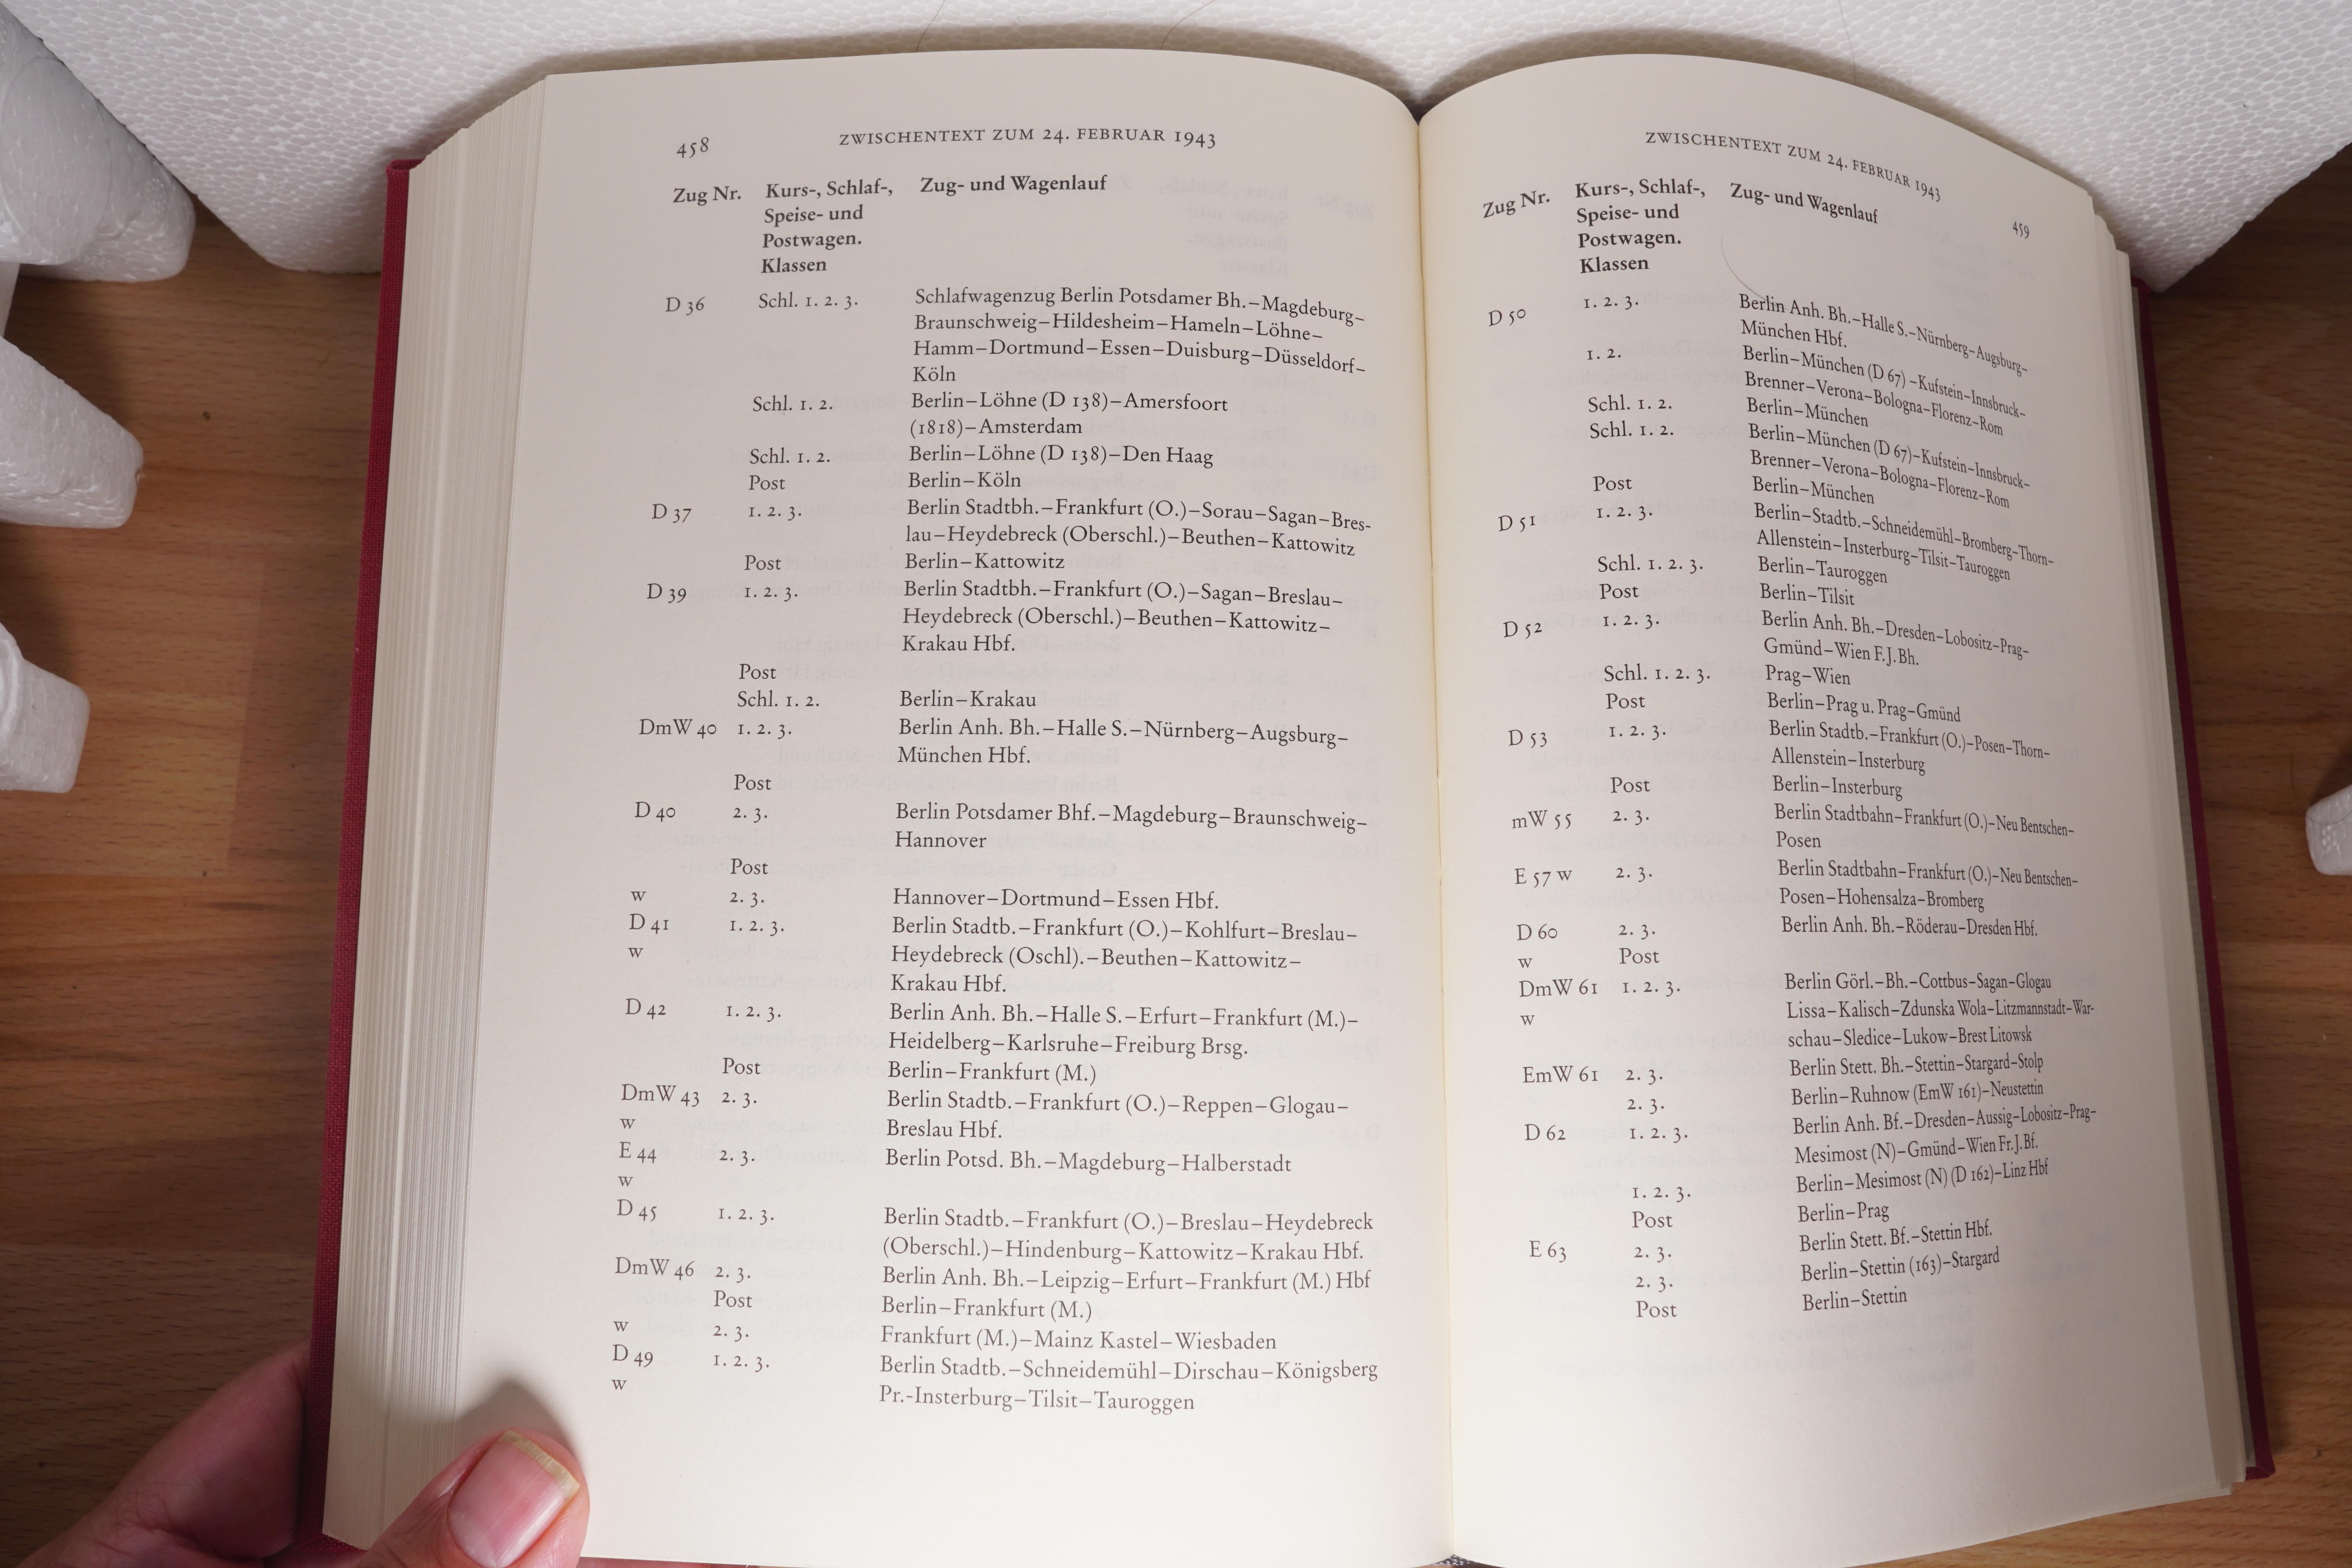 458 ZWISCHENTEXT ZUM 24. FEBRUAR 1943
Zug Nr. Kurs-, Schlaf-, Zug- und Wagenlauf
Speise- und
Postwagen.
Klassen
D 36 Schl. 1. 2. 3. Schlafwagenzug Berlin Potsdamer Bh.–Magdeburg–
Braunschweig–Hildesheim–Hameln–Löhne–
Hamm–Dortmund–Essen–Duisburg–Düsseldorf–
Köln
Schl. 1. 2. Berlin–Löhne (D 138)–Amersfoort
(1818)–Amsterdam
Schl. 1. 2. Berlin–Löhne (D 138)–Den Haag
Post Berlin–Köln
D 37 1. 2. 3. Berlin Stadtbh.–Frankfurt (O.)–Sorau–Sagan–Bres-
lau–Heydebreck (Oberschl.)–Beuthen–Kattowitz
Post Berlin–Kattowitz
D 39 1. 2. 3. Berlin Stadtbh.–Frankfurt (O.)–Sagan–Breslau–
Heydebreck (Oberschl.)–Beuthen–Kattowitz–
Krakau Hbf.
Post
Schl. 1. 2. Berlin–Krakau
DmW 40 1. 2. 3. Berlin Anh. Bh.–Halle S.–Nürnberg–Augsburg–
München Hbf.
Post
D 40 2. 3. Berlin Potsdamer Bhf.–Magdeburg–Braunschweig–
Hannover
Post
w 2. 3. Hannover–Dortmund–Essen Hbf.
D 41 1. 2. 3. Berlin Stadtb.–Frankfurt (O.)–Kohlfurt–Breslau–
w Heydebreck (Oschl).–Beuthen–Kattowitz–
Krakau Hbf.
D 42 1. 2. 3. Berlin Anh. Bh.–Halle S.–Erfurt–Frankfurt (M.)–
Heidelberg–Karlsruhe–Freiburg Brsg.
Post Berlin–Frankfurt (M.)
DmW 43 2. 3. Berlin Stadtb.–Frankfurt (O.)–Reppen–Glogau–
w Breslau Hbf.
E 44 2. 3. Berlin Potsd. Bh.–Magdeburg–Halberstadt
w
D 45 1. 2. 3. Berlin Stadtb.–Frankfurt (O.)–Breslau–Heydebreck
(Oberschl.)–Hindenburg–Kattowitz–Krakau Hbf.
DmW 46 2. 3. Berlin Anh. Bh.–Leipzig–Erfurt–Frankfurt (M.) Hbf
Post Berlin–Frankfurt (M.)
w 2. 3. Frankfurt (M.)–Mainz Kastel–Wiesbaden
D 49 1. 2. 3. Berlin Stadtb.–Schneidemühl–Dirschau–Königsberg
w Pr.-Insterburg–Tilsit–Tauroggen
ZWISCHENTEXT ZUM 24. FEBRUAR 1943 459
Zug Nr. Kurs-, Schlaf-, Zug- und Wagenlauf
Speise- und
Postwagen.
Klassen
D 50 1. 2. 3. Berlin Anh. Bh.–Halle S.–Nürnberg–Augsburg–
München Hbf.
1. 2. Berlin–München (D 67) –Kufstein–Innsbruck–
Brenner–Verona–Bologna–Florenz–Rom
Schl. 1. 2. Berlin–München
Schl. 1. 2. Berlin–München (D 67)–Kufstein–Innsbruck–
Brenner–Verona–Bologna–Florenz–Rom
Post Berlin–München
D 51 1. 2. 3. Berlin–Stadtb.–Schneidemühl–Bromberg–Thorn–
Allenstein–Insterburg–Tilsit–Tauroggen
Schl. 1. 2. 3. Berlin–Tauroggen
Post Berlin–Tilsit
D 52 1. 2. 3. Berlin Anh. Bh.–Dresden–Lobositz–Prag–
Gmünd–Wien F. J. Bh.
Schl. 1. 2. 3. Prag–Wien
Post Berlin–Prag u. Prag–Gmünd
D 53 1. 2. 3. Berlin Stadtb.–Frankfurt (O.)–Posen–Thorn–
Allenstein–Insterburg
Post Berlin–Insterburg
mW 55 2. 3. Berlin Stadtbahn–Frankfurt (O.)–Neu Bentschen–
Posen
E 57 w 2. 3. Berlin Stadtbahn–Frankfurt (O.)–Neu Bentschen–
Posen–Hohensalza–Bromberg
D 60 2. 3. Berlin Anh. Bh.–Röderau–Dresden Hbf.
w Post
DmW 61 1. 2. 3. Berlin Görl.–Bh.–Cottbus–Sagan–Glogau
w Lissa–Kalisch–Zdunska Wola–Litzmannstadt–War-
schau–Sledice–Lukow–Brest Litowsk
EmW 61 2. 3. Berlin Stett. Bh.–Stettin–Stargard–Stolp
2. 3. Berlin–Ruhnow (EmW 161)–Neustettin
D 62 1. 2. 3. Berlin Anh. Bf.–Dresden–Aussig–Lobositz–Prag–
Mesimost (N)–Gmünd–Wien Fr. J. Bf.
1. 2. 3. Berlin–Mesimost (N) (D 162)–Linz Hbf
Post Berlin–Prag
E 63 2. 3. Berlin Stett. Bf.–Stettin Hbf.
2. 3. Berlin–Stettin (163)–Stargard
Post Berlin–Stettin